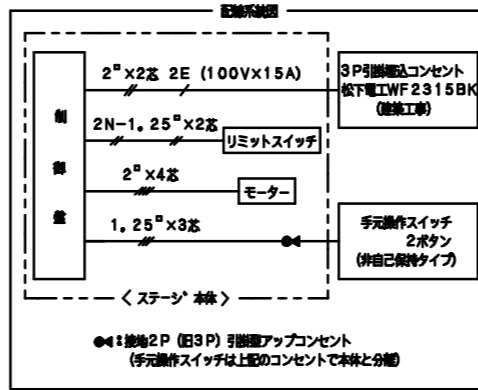 配線系統図
2□×2芯 2E (100V×15A)
3P引掛埋込コンセント
松下電工WF2315BK
(建築工事)
制御盤
2N-1.25□×2芯
リミットスイッチ
2□×4芯
モーター
1.25□×3芯
手元操作スイッチ
2ボタン
(非自己保持タイプ)
〈ステージ本体〉
●◀:接地2P(旧3P)引掛型アップコンセント
(手元操作スイッチは上記のコンセントで本体と分離)